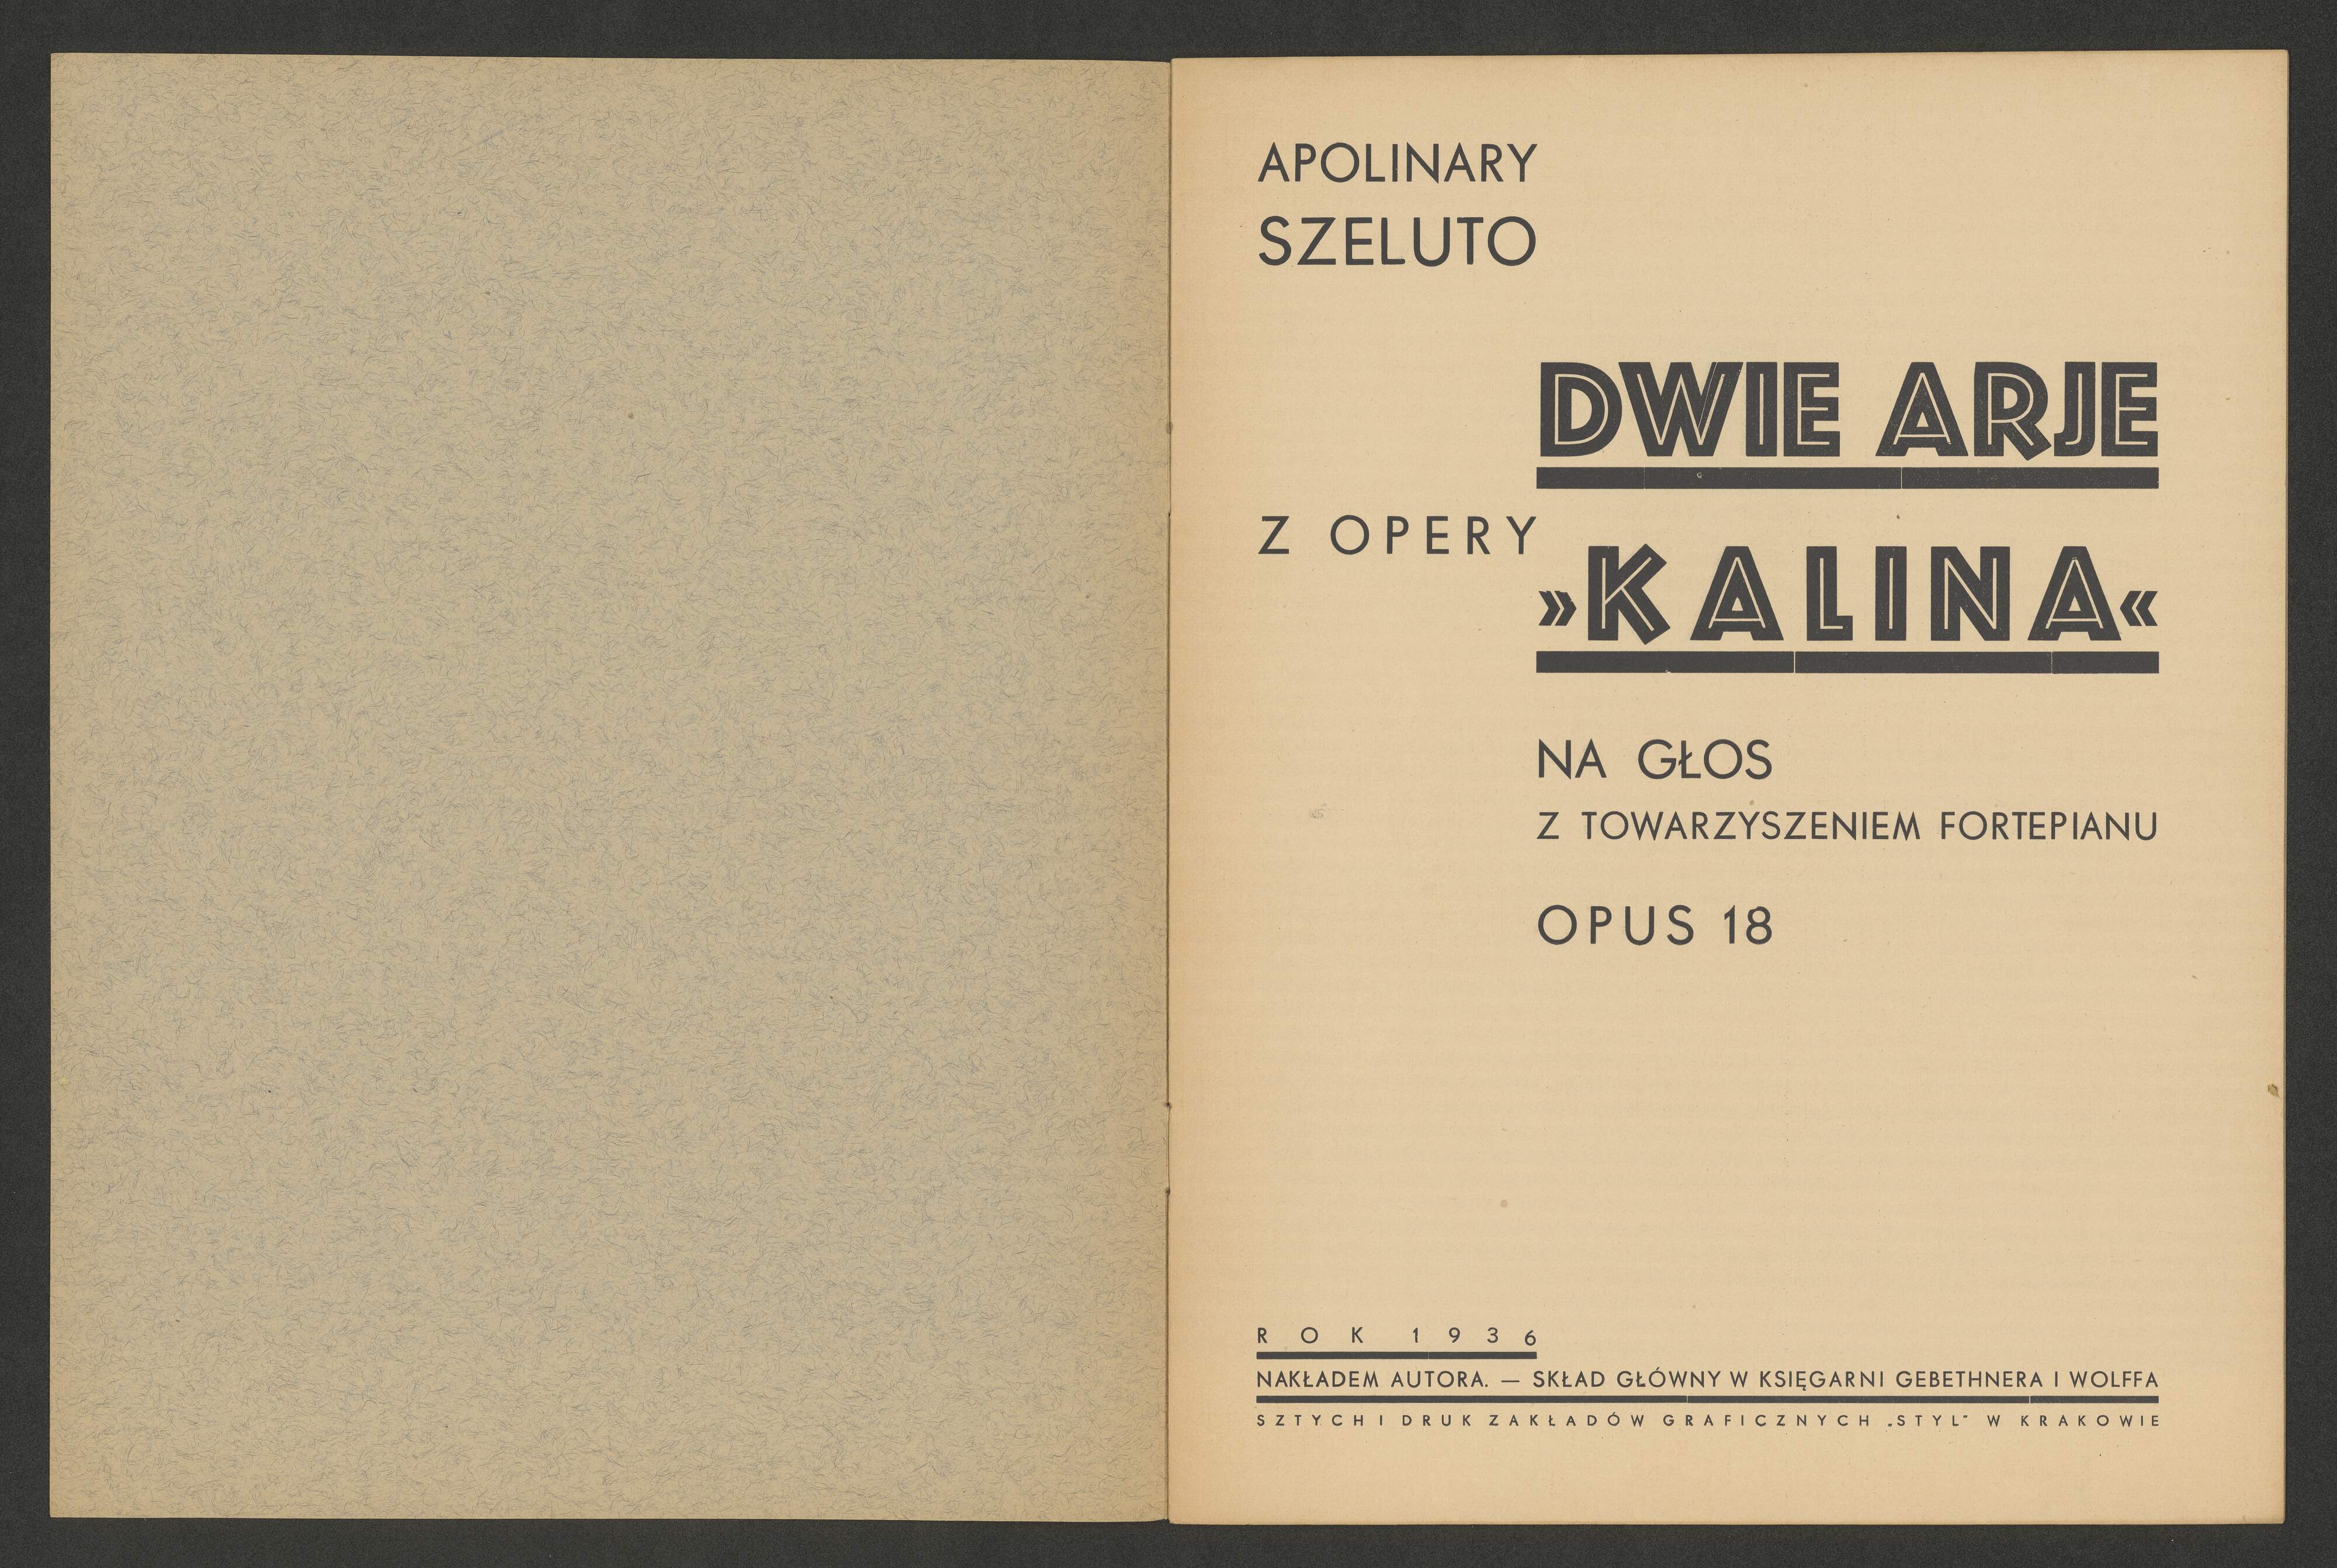 APOLINARY
SZELUTO
DWIE ARJE
Z OPERY
»KALINA«
NA GŁOS
Z TOWARZYSZENIEM FORTEPIANU
OPUS 18
ROK 1936
NAKŁADEM AUTORA. — SKŁAD GŁÓWNY W KSIĘGARNI GEBETHNERA I WOLFFA
SZTYCH I DRUK ZAKŁADÓW GRAFICZNYCH „STYL" W KRAKOWIE